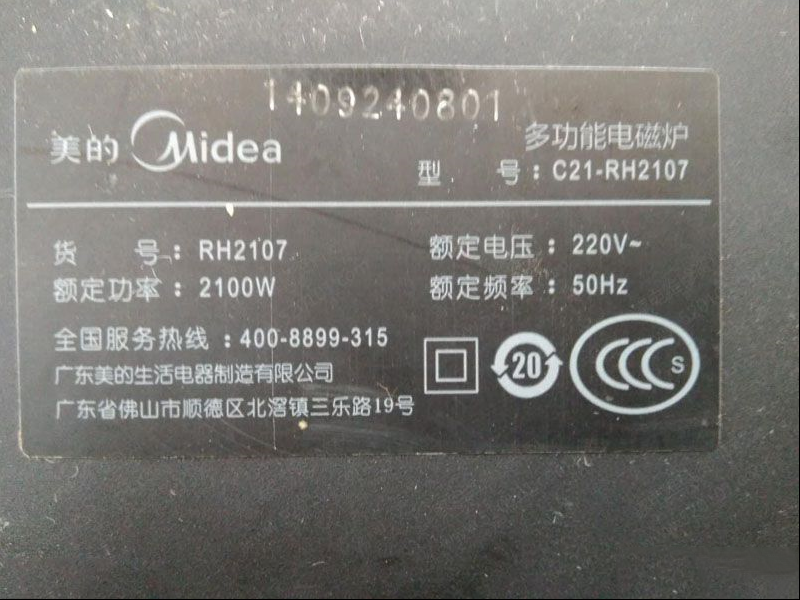 1409240801
美的 Midea
多功能电磁炉
型 号：C21-RH2107
货 号：RH2107
额定电压：220V~
额定功率：2100W
额定频率：50Hz
全国服务热线：400-8899-315
广东美的生活电器制造有限公司
广东省佛山市顺德区北滘镇三乐路19号
20
CCC S